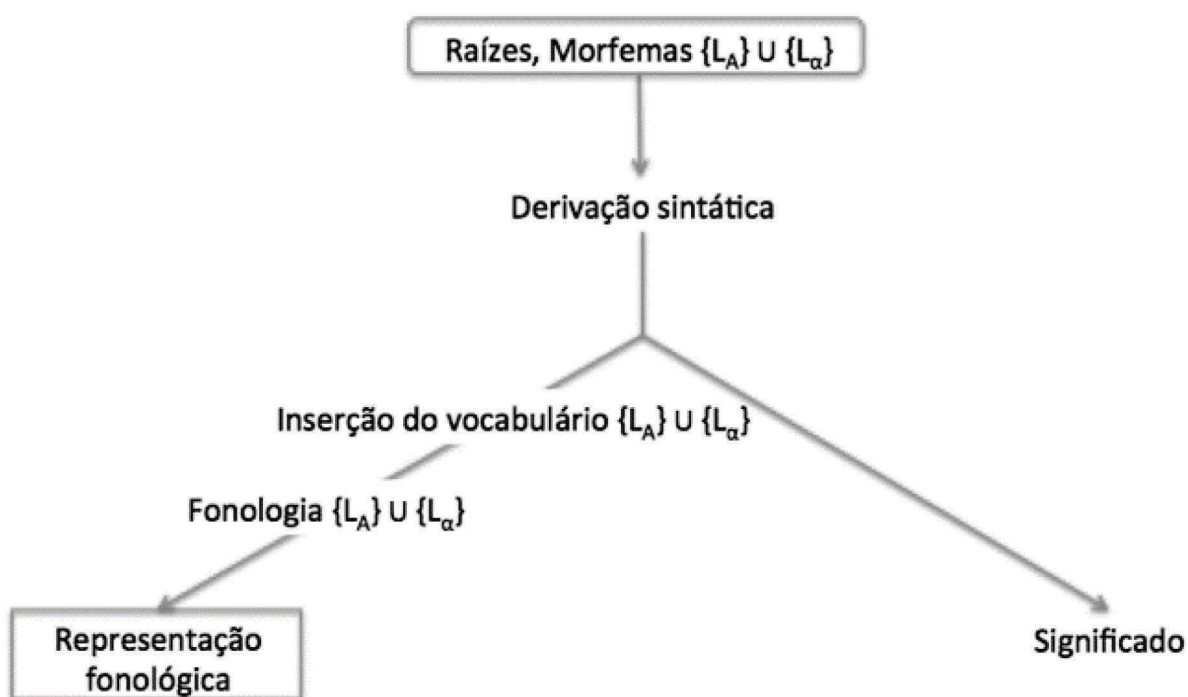 Raízes, Morfemas {L_A} ∪ {L_α}
Derivação sintática
Inserção do vocabulário {L_A} ∪ {L_α}
Fonologia {L_A} ∪ {L_α}
Representação
fonológica
Significado